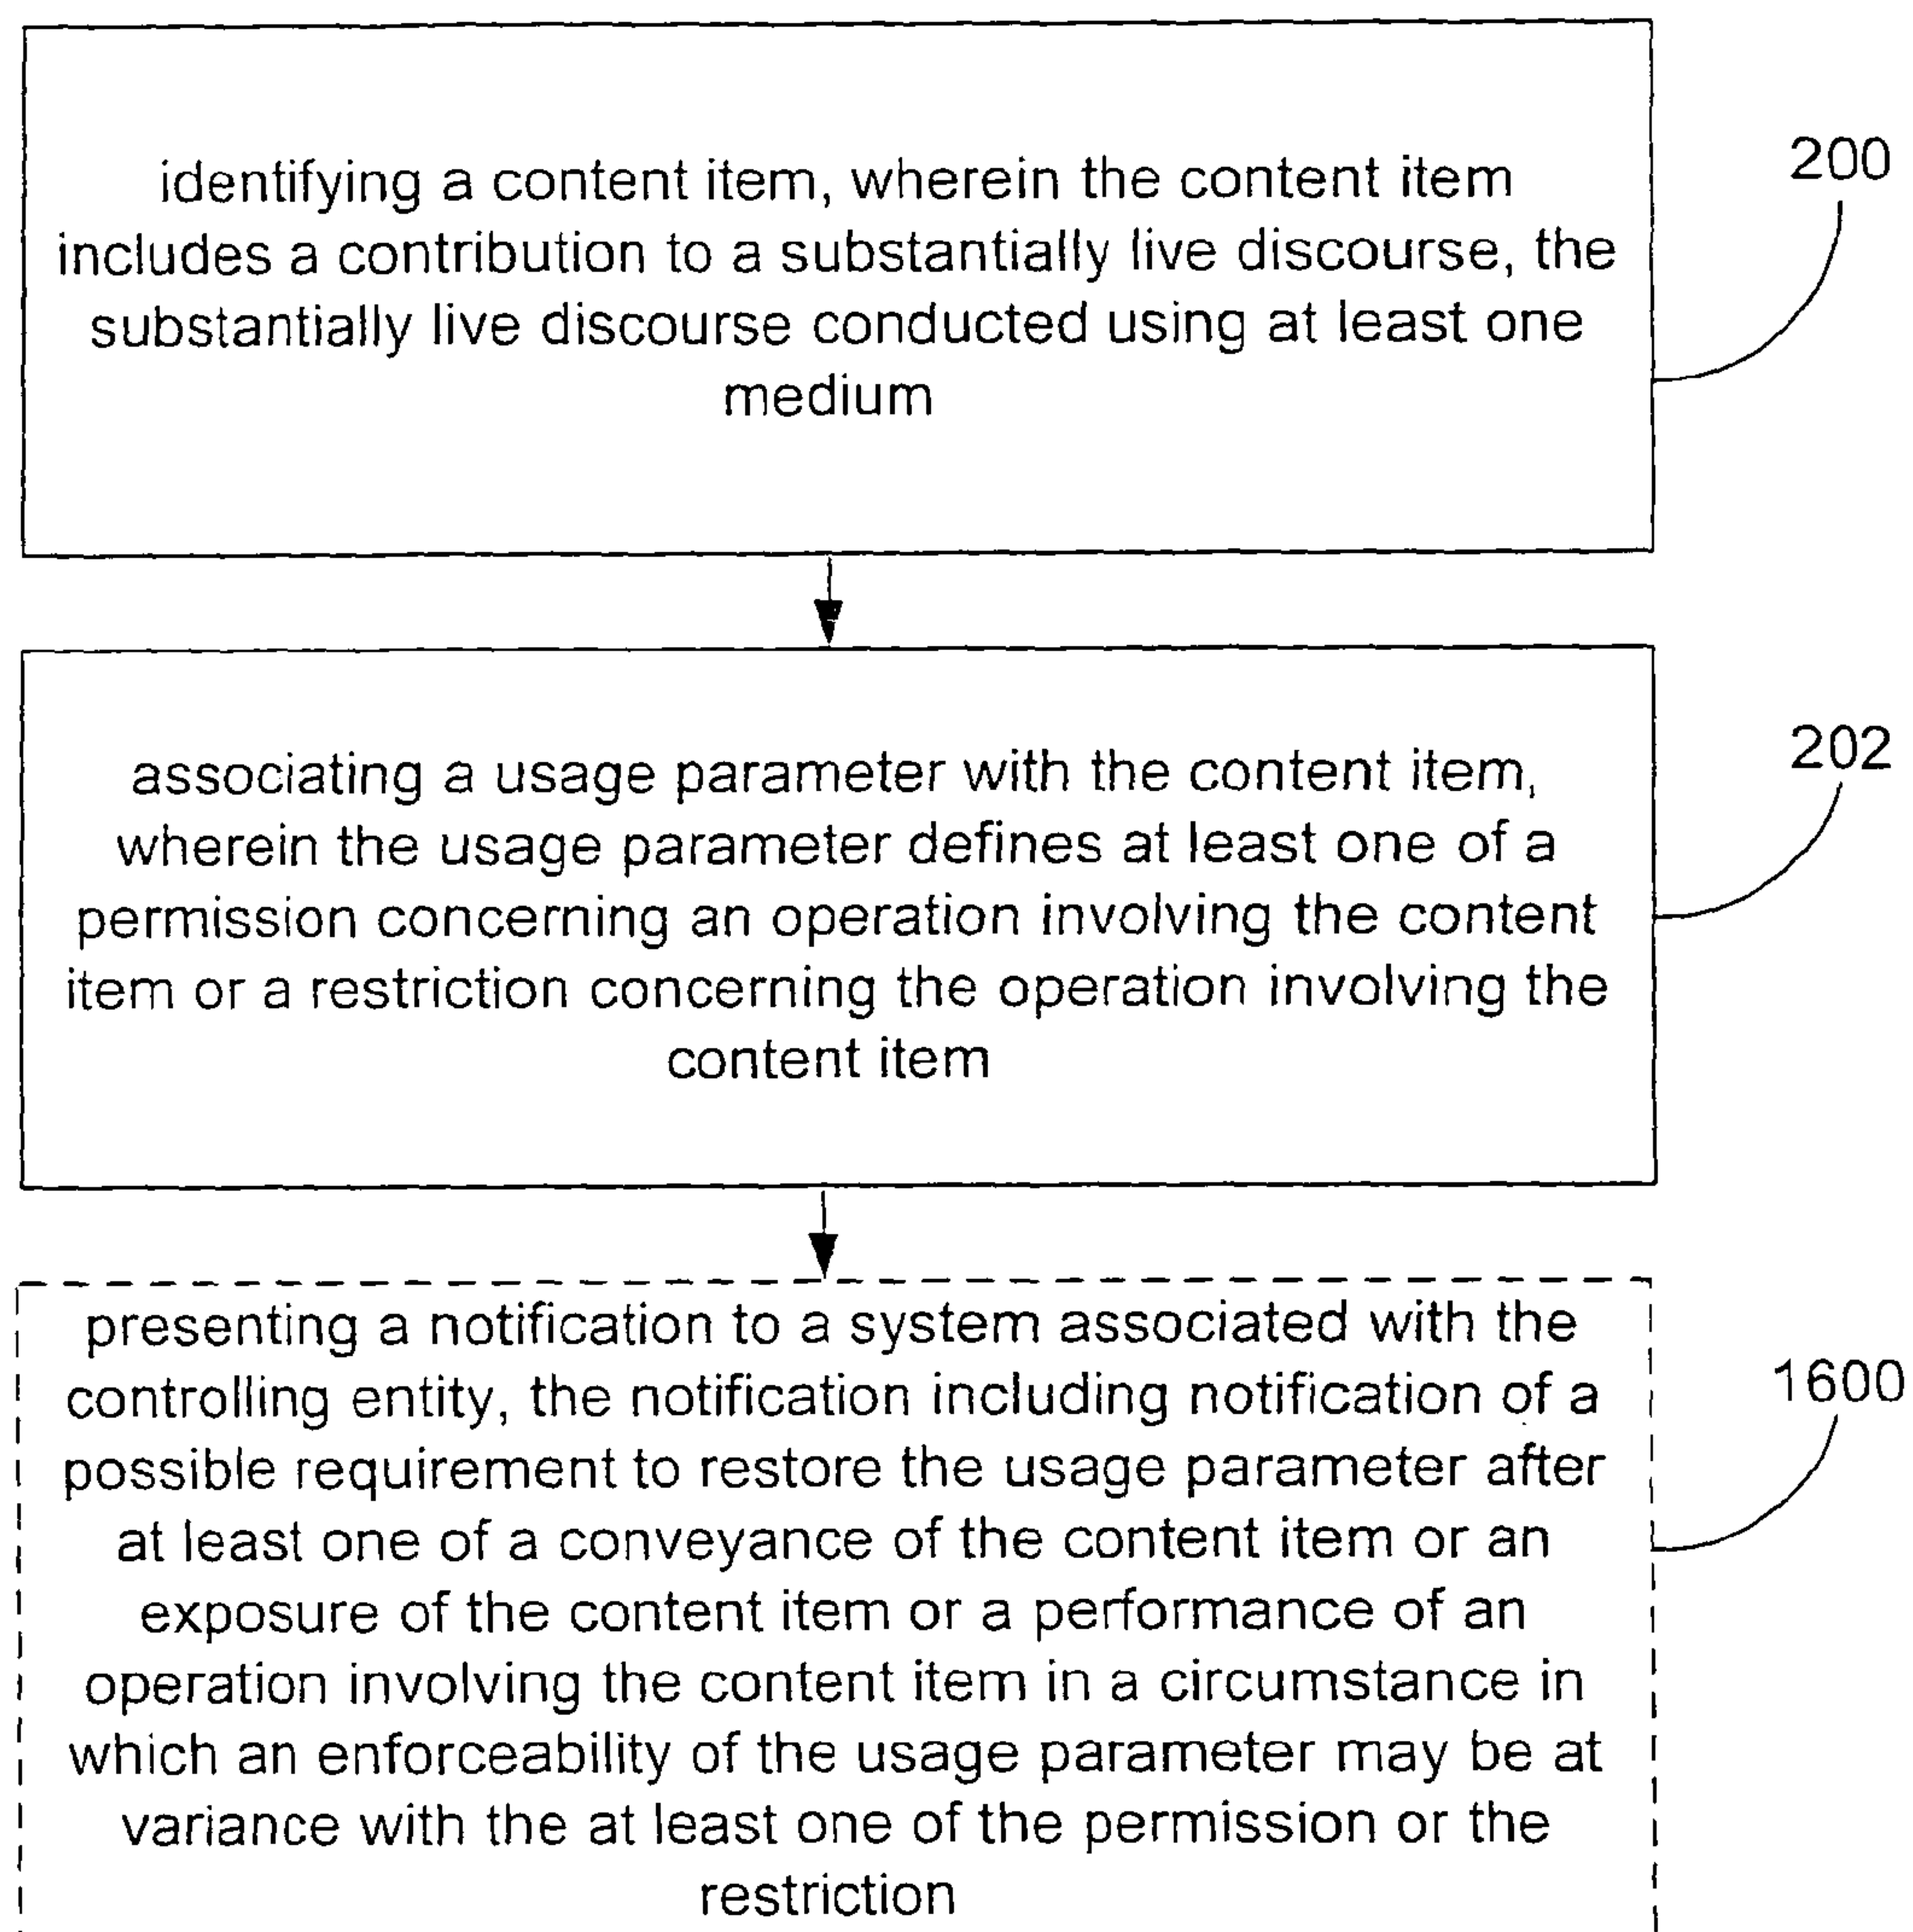 identifying a content item, wherein the content item
includes a contribution to a substantially live discourse, the
substantially live discourse conducted using at least one
medium
200
associating a usage parameter with the content item,
wherein the usage parameter defines at least one of a
permission concerning an operation involving the content
item or a restriction concerning the operation involving the
content item
202
presenting a notification to a system associated with the
controlling entity, the notification including notification of a
possible requirement to restore the usage parameter after
at least one of a conveyance of the content item or an
exposure of the content item or a performance of an
operation involving the content item in a circumstance in
which an enforceability of the usage parameter may be at
variance with the at least one of the permission or the
restriction
1600